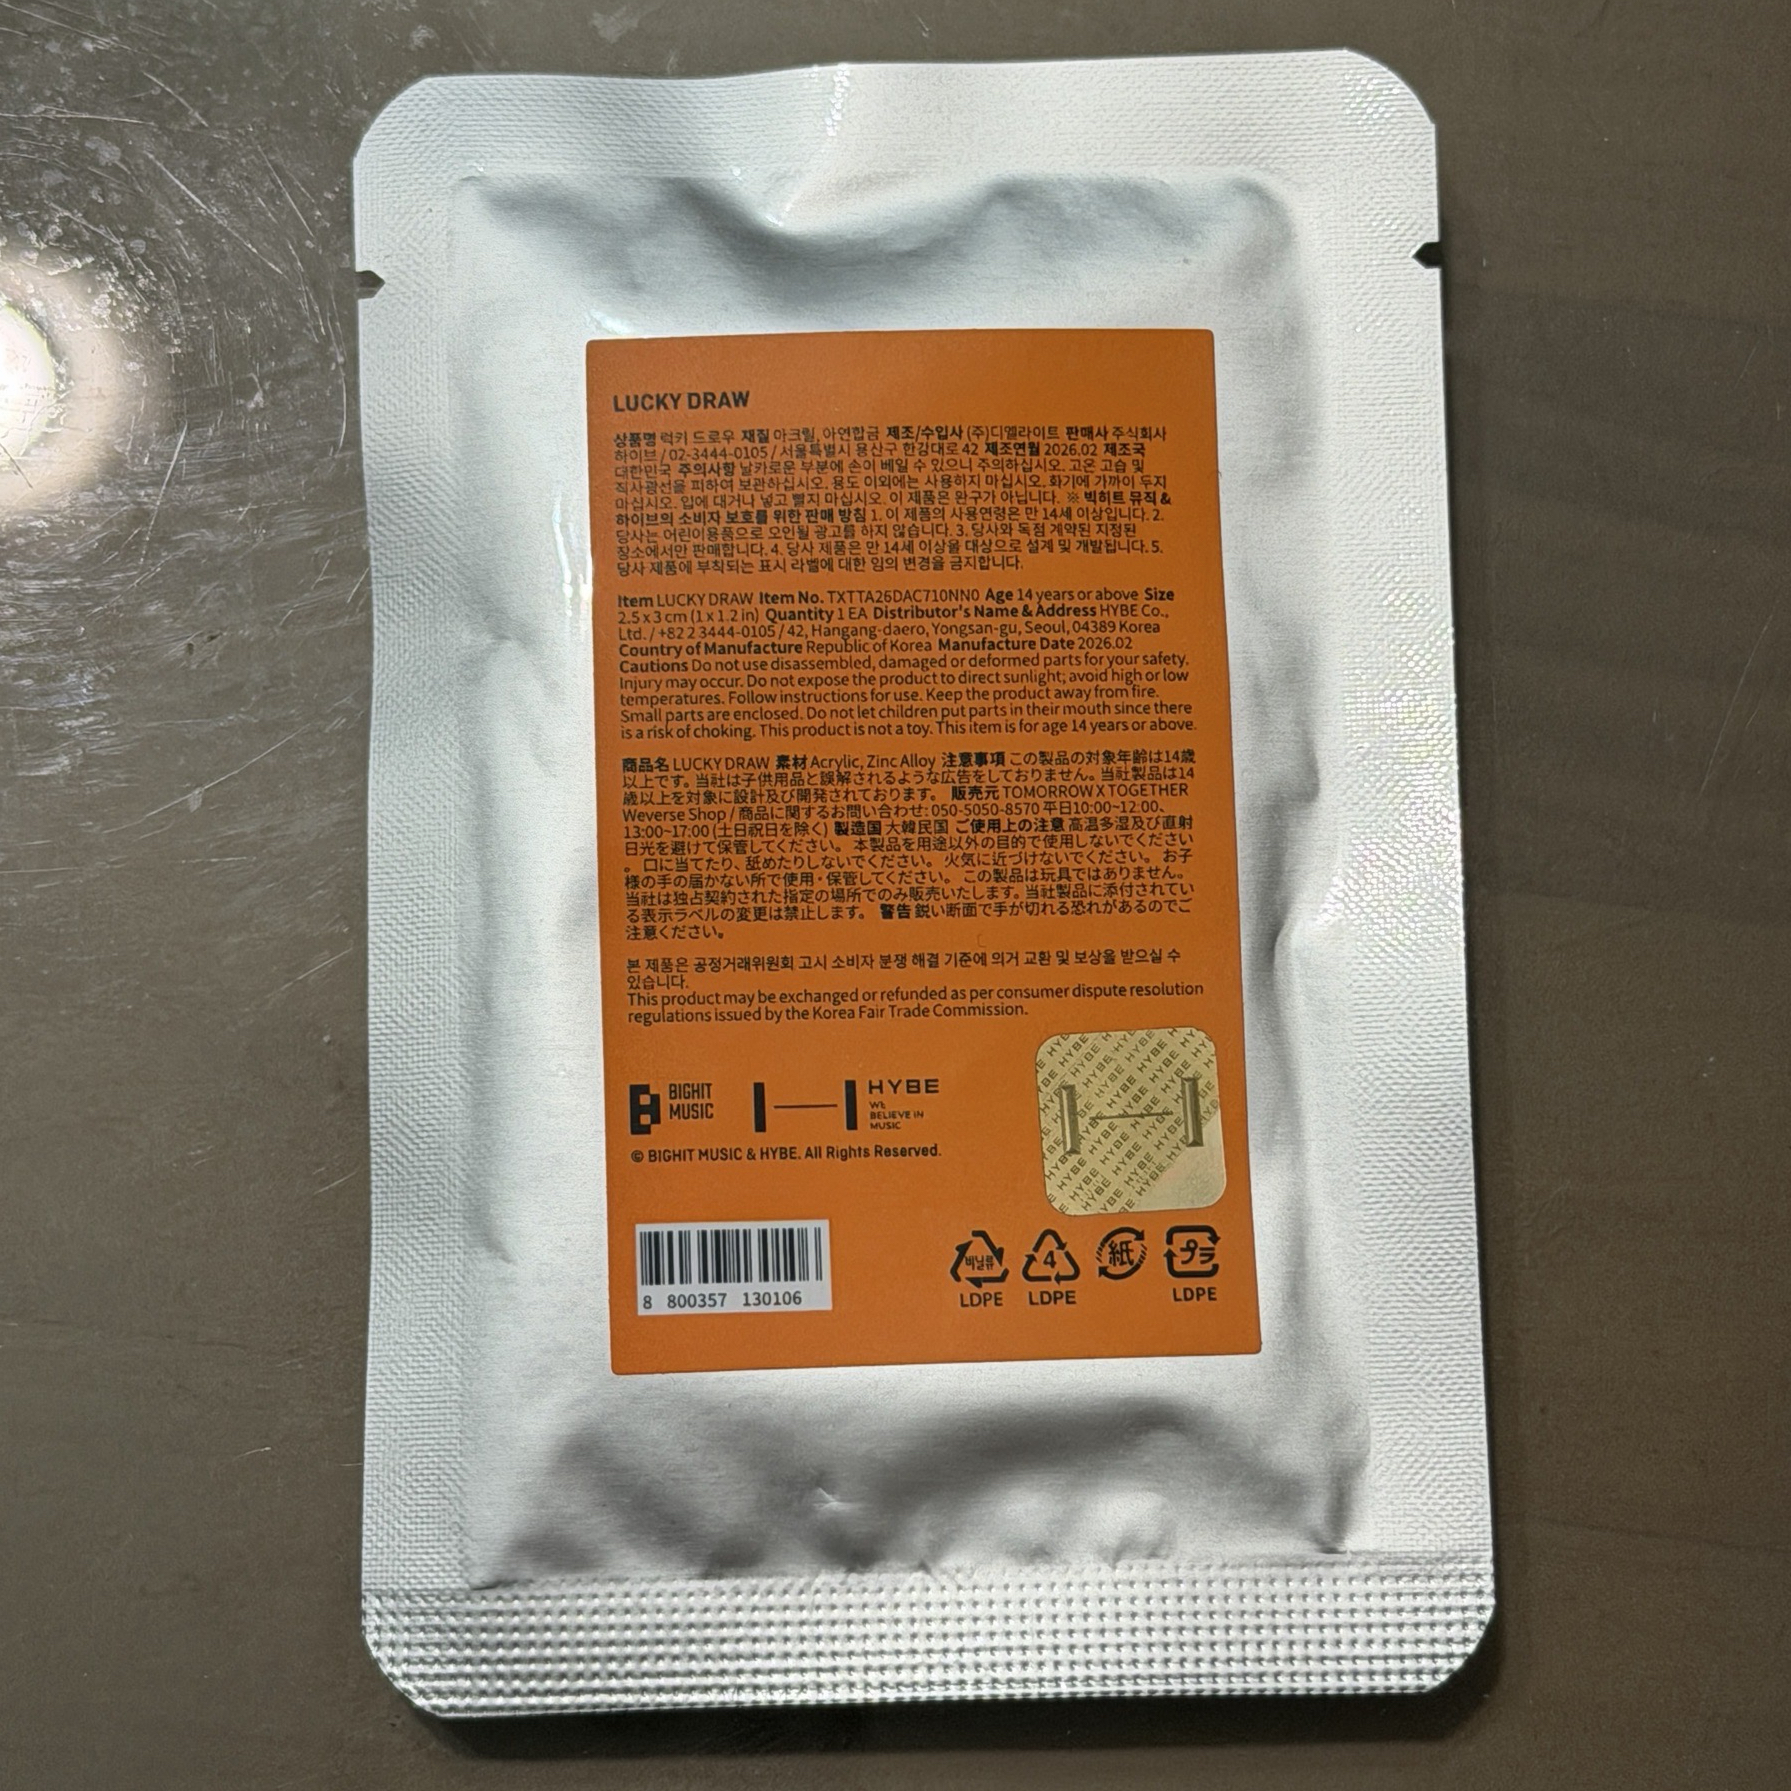 LUCKY DRAW
상품명 럭키 드로우 재질 아크릴, 아연합금 제조/수입사 (주)디엘라이트 판매사 주식회사
하이브 / 02-3444-0105 / 서울특별시 용산구 한강대로 42 제조연월 2026.02 제조국
대한민국 주의사항 날카로운 부분에 손이 베일 수 있으니 주의하십시오. 고온 고습 및
직사광선을 피하여 보관하십시오. 용도 이외에는 사용하지 마십시오. 화기에 가까이 두지
마십시오. 입에 대거나 넣고 빨지 마십시오. 이 제품은 완구가 아닙니다. ※ 빅히트 뮤직 &
하이브의 소비자 보호를 위한 판매 방침 1. 이 제품의 사용연령은 만 14세 이상입니다. 2.
당사는 어린이용품으로 오인될 광고를 하지 않습니다. 3. 당사와 독점 계약된 지정된
장소에서만 판매합니다. 4. 당사 제품은 만 14세 이상을 대상으로 설계 및 개발됩니다. 5.
당사 제품에 부착되는 표시 라벨에 대한 임의 변경을 금지합니다.
Item LUCKY DRAW Item No. TXTTA26DAC710NN0 Age 14 years or above Size
2.5 x 3 cm (1 x 1.2 in) Quantity 1 EA Distributor's Name & Address HYBE Co.,
Ltd. / +82 2 3444-0105 / 42, Hangang-daero, Yongsan-gu, Seoul, 04389 Korea
Country of Manufacture Republic of Korea Manufacture Date 2026.02
Cautions Do not use disassembled, damaged or deformed parts for your safety.
Injury may occur. Do not expose the product to direct sunlight; avoid high or low
temperatures. Follow instructions for use. Keep the product away from fire.
Small parts are enclosed. Do not let children put parts in their mouth since there
is a risk of choking. This product is not a toy. This item is for age 14 years or above.
商品名 LUCKY DRAW 素材 Acrylic, Zinc Alloy 注意事項 この製品の対象年齢は14歳
以上です。当社は子供用品と誤解されるような広告をしておりません。当社製品は14
歳以上を対象に設計及び開発されております。 販売元 TOMORROW X TOGETHER
Weverse Shop / 商品に関するお問い合わせ: 050-5050-8570 平日10:00~12:00、
13:00~17:00 (土日祝日を除く) 製造国 大韓民国 ご使用上の注意 高温多湿及び直射
日光を避けて保管してください。 本製品を用途以外の目的で使用しないでください
。 口に当てたり、舐めたりしないでください。 火気に近づけないでください。 お子
様の手の届かない所で使用・保管してください。 この製品は玩具ではありません。
当社は独占契約された指定の場所でのみ販売いたします。当社製品に添付されてい
る表示ラベルの変更は禁止します。 警告 鋭い断面で手が切れる恐れがあるのでご
注意ください。
본 제품은 공정거래위원회 고시 소비자 분쟁 해결 기준에 의거 교환 및 보상을 받으실 수
있습니다.
This product may be exchanged or refunded as per consumer dispute resolution
regulations issued by the Korea Fair Trade Commission.
BIGHIT
MUSIC
HYBE
WE
BELIEVE IN
MUSIC
© BIGHIT MUSIC & HYBE. All Rights Reserved.
HYBE
8 800357 130106
비닐류
LDPE
4
LDPE
紙
プラ
LDPE